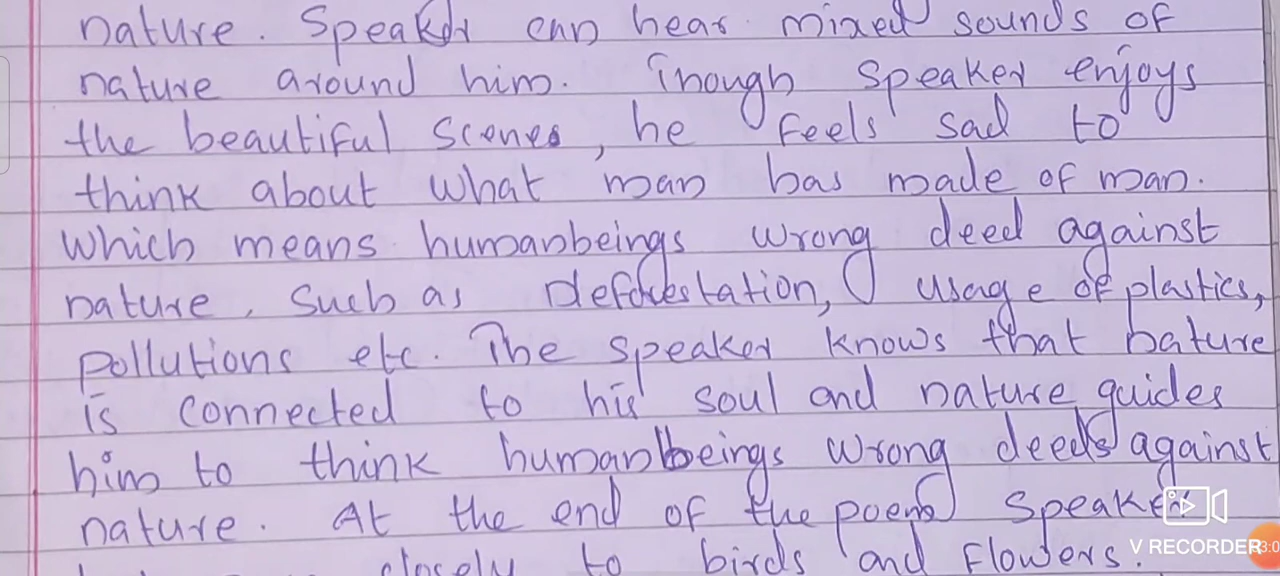 nature. Speaker can hear mixed sounds of
nature around him. Though speaker enjoys
the beautiful scenes, he feels sad to
think about what man has made of man.
Which means humanbeings wrong deed against
nature, such as Deforestation, usage of plastics,
pollutions etc. The speaker knows that nature
is connected to his soul and nature guides
him to think humanbeings wrong deeds against
nature. At the end of the poem speaker
closely to birds and flowers.
V RECORDER
3:0